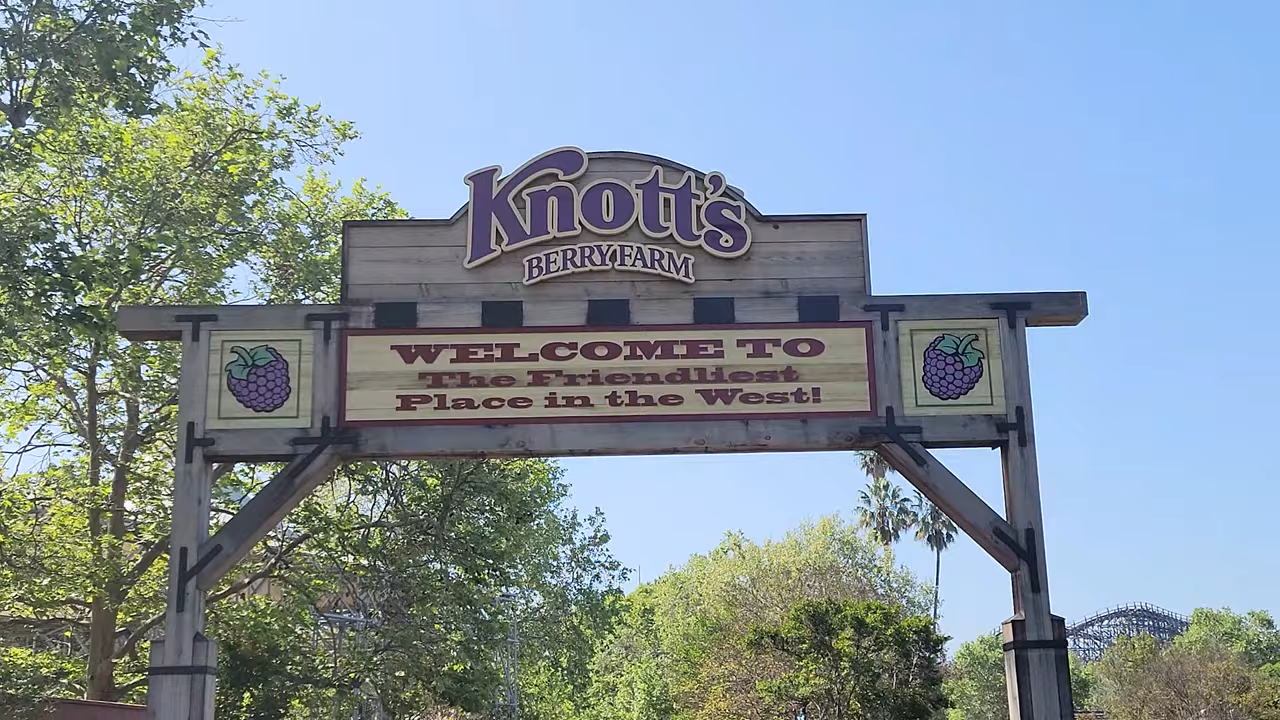 Knott's
BERRY FARM
WELCOME TO
The Friendliest
Place in the West!